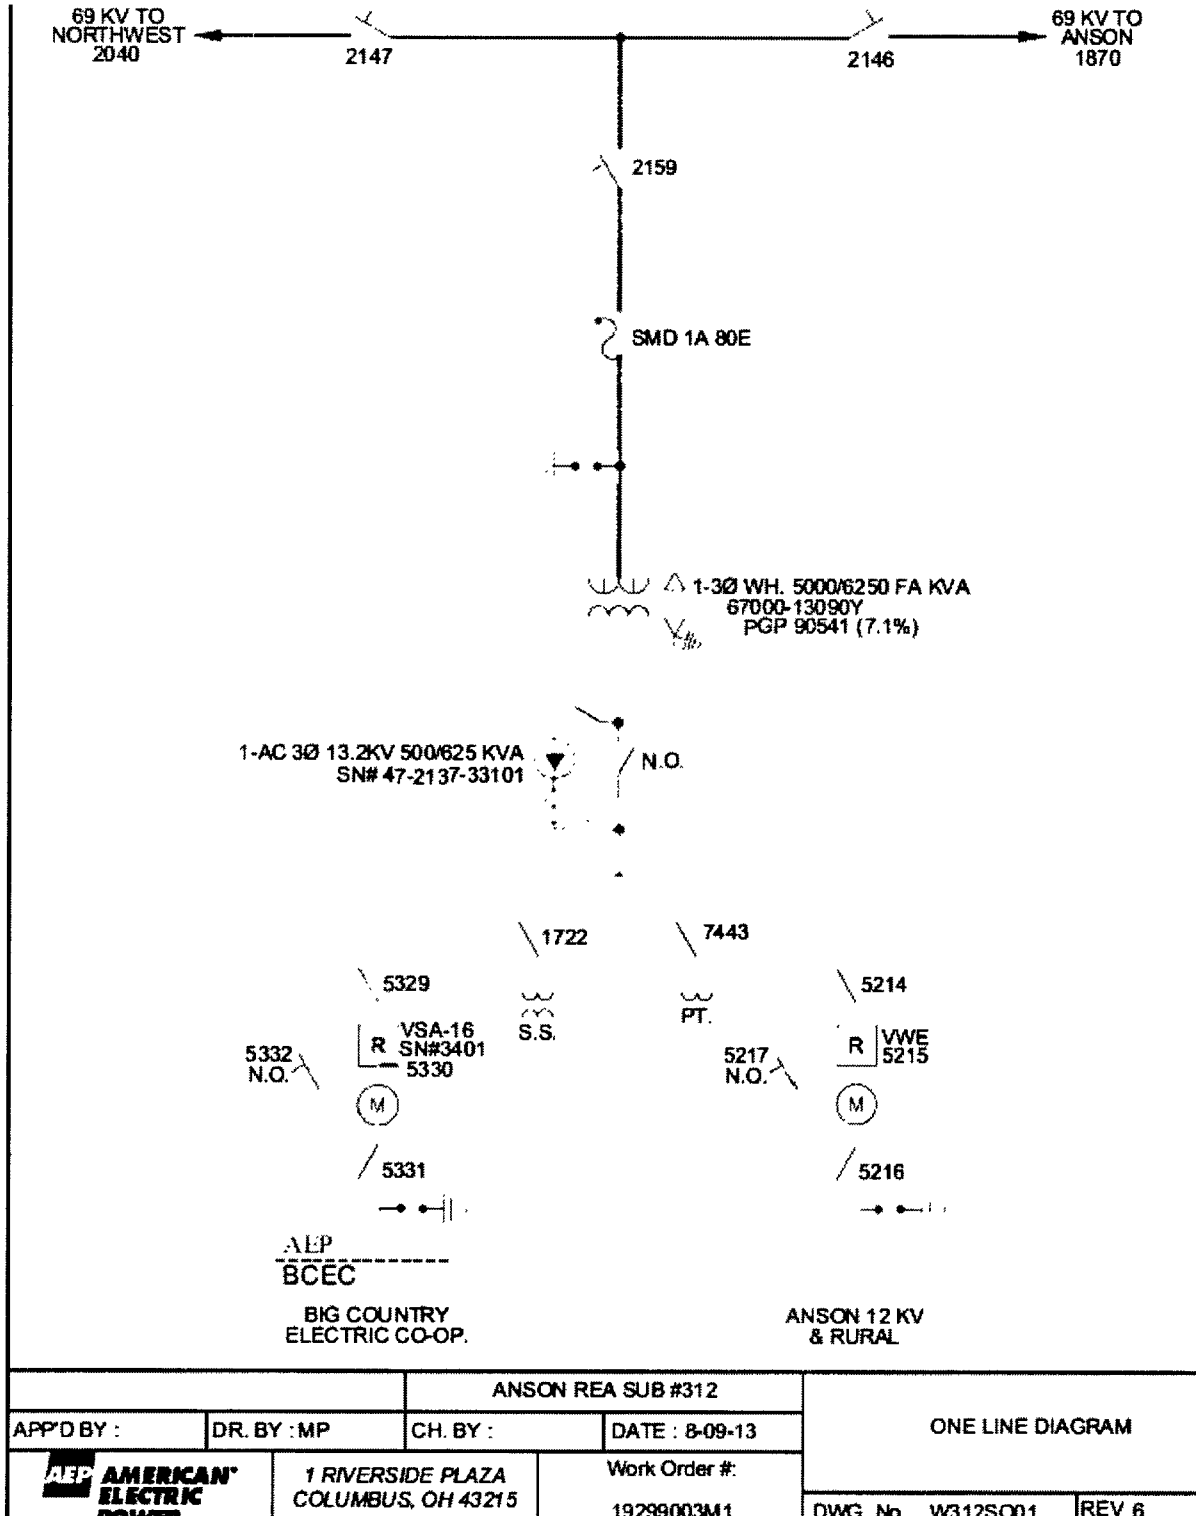 69 KV TO
NORTHWEST
2040
2147
2146
69 KV TO
ANSON
1870
2159
SMD 1A 80E
1-3Ø WH. 5000/6250 FA KVA
67000-13090Y
PGP 90541 (7.1%)
1-AC 3Ø 13.2KV 500/625 KVA
SN# 47-2137-33101
N.O.
1722
7443
5329
5214
S.S.
PT.
R
VSA-16
SN#3401
5330
R
VWE
5215
5332
N.O.
5217
N.O.
M
M
5331
5216
AEP
BCEC
BIG COUNTRY
ELECTRIC CO-OP.
ANSON 12 KV
& RURAL
ANSON REA SUB #312
APP'D BY :
DR. BY : MP
CH. BY :
DATE : 8-09-13
ONE LINE DIAGRAM
AEP AMERICAN
ELECTRIC
POWER
1 RIVERSIDE PLAZA
COLUMBUS, OH 43215
Work Order #:
19299003M1
DWG. No. W312SO01
REV 6